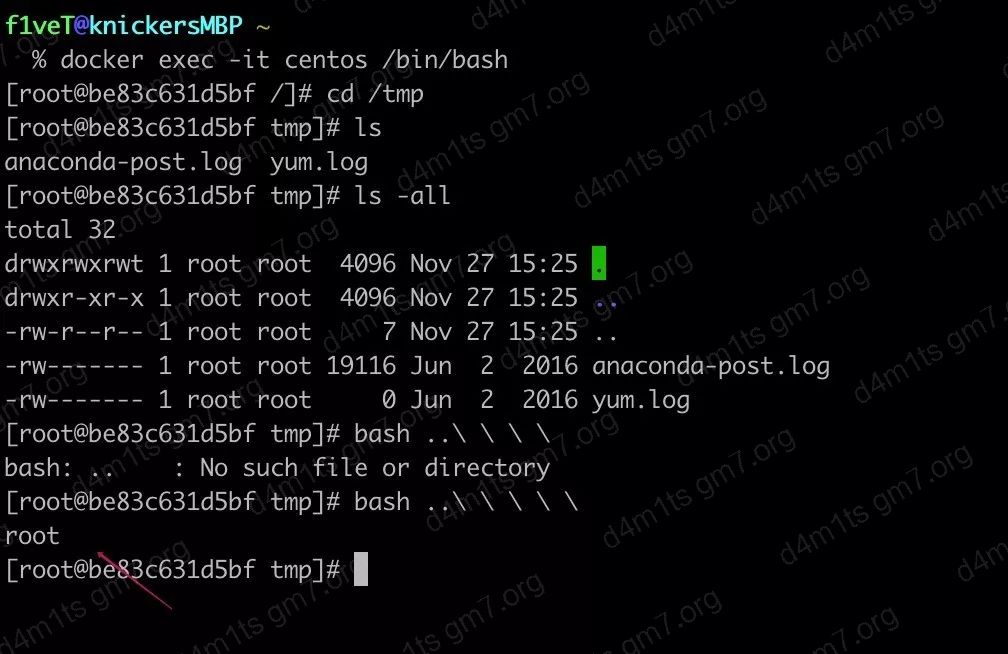 f1veT@knickersMBP ~
% docker exec -it centos /bin/bash
[root@be83c631d5bf /]# cd /tmp
[root@be83c631d5bf tmp]# ls
anaconda-post.log  yum.log
[root@be83c631d5bf tmp]# ls -all
total 32
drwxrwxrwt 1 root root  4096 Nov 27 15:25 .
drwxr-xr-x 1 root root  4096 Nov 27 15:25 ..
-rw-r--r-- 1 root root     7 Nov 27 15:25 ..
-rw------- 1 root root 19116 Jun  2  2016 anaconda-post.log
-rw------- 1 root root     0 Jun  2  2016 yum.log
[root@be83c631d5bf tmp]# bash ..\ \ \ \
bash: ..    : No such file or directory
[root@be83c631d5bf tmp]# bash ..\ \ \ \ \
root
[root@be83c631d5bf tmp]#
d4m1ts gm7.org